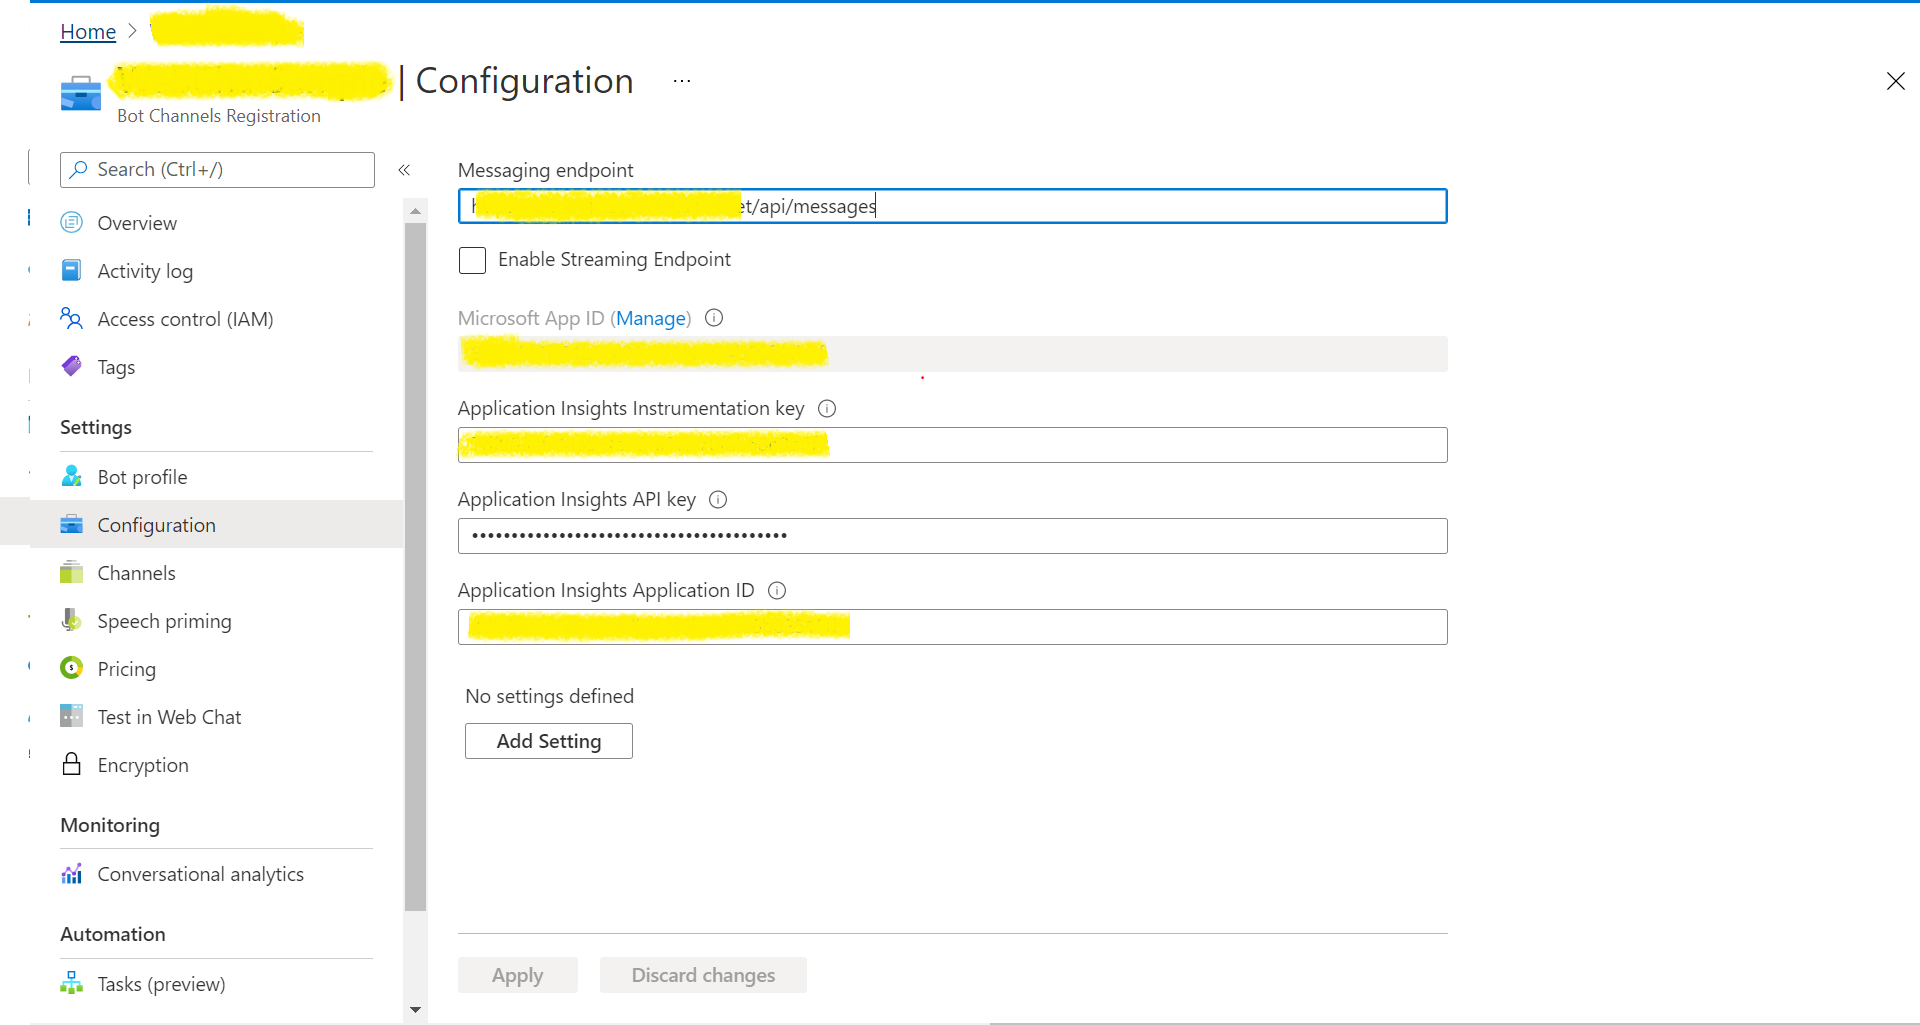 Home >
| Configuration ...
Bot Channels Registration
Search (Ctrl+/)
«
Overview
Activity log
Access control (IAM)
Tags
Settings
Bot profile
Configuration
Channels
Speech priming
Pricing
Test in Web Chat
Encryption
Monitoring
Conversational analytics
Automation
Tasks (preview)
Messaging endpoint
et/api/messages
Enable Streaming Endpoint
Microsoft App ID (Manage)
Application Insights Instrumentation key
Application Insights API key
••••••••••••••••••••••••••••••••••••••••
Application Insights Application ID
No settings defined
Add Setting
Apply
Discard changes